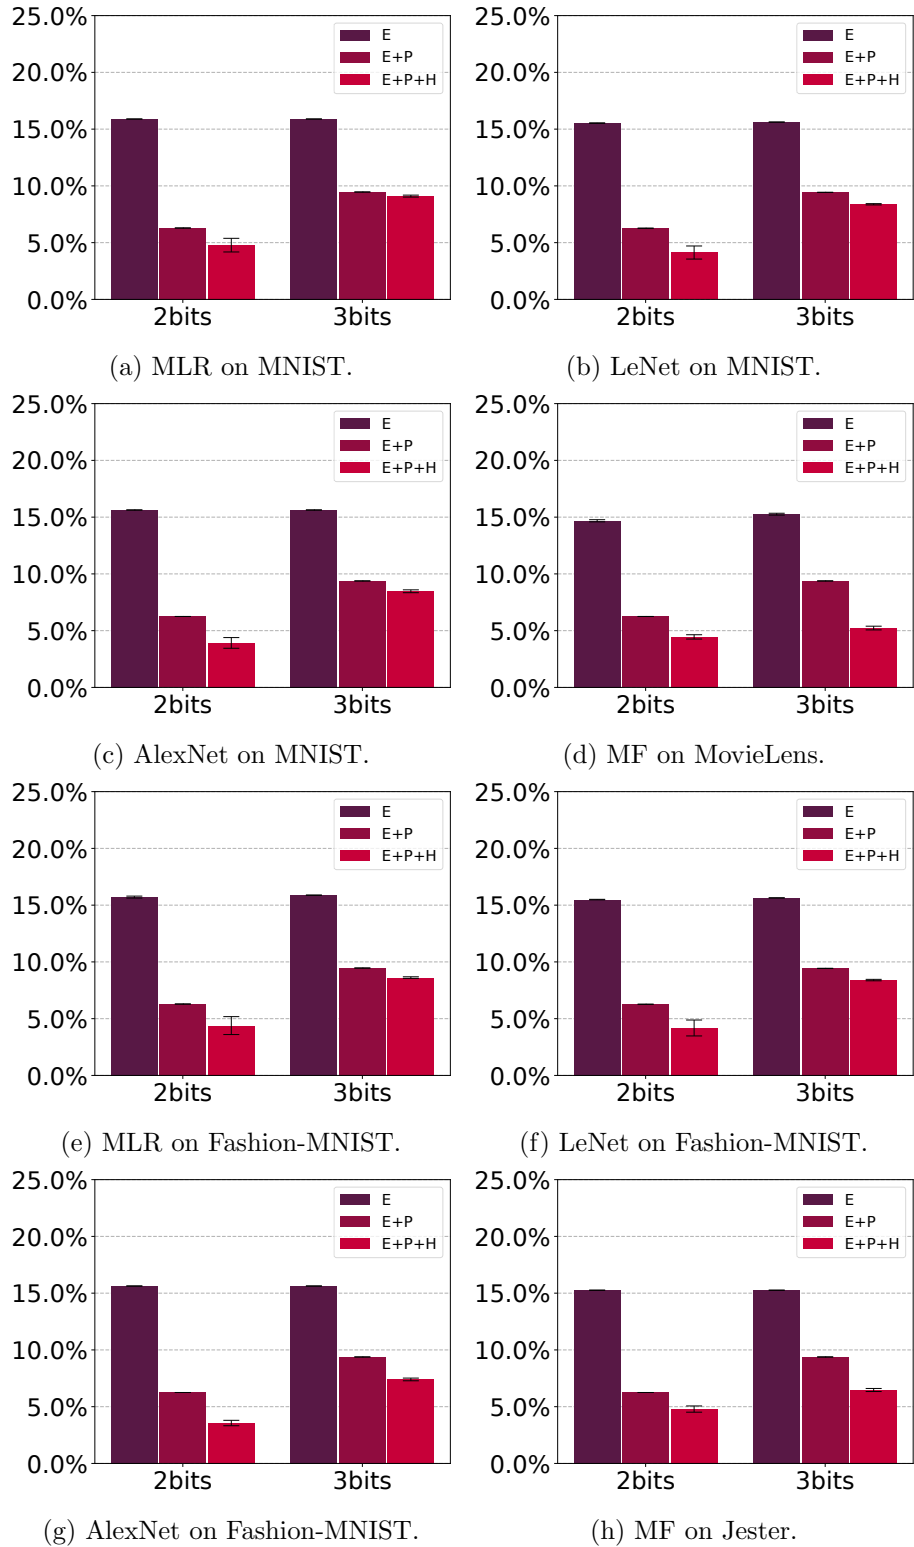 25.0%
20.0%
15.0%
10.0%
5.0%
0.0%
E
E+P
E+P+H
2bits 3bits
(a) MLR on MNIST.
25.0%
20.0%
15.0%
10.0%
5.0%
0.0%
E
E+P
E+P+H
2bits 3bits
(b) LeNet on MNIST.
25.0%
20.0%
15.0%
10.0%
5.0%
0.0%
E
E+P
E+P+H
2bits 3bits
(c) AlexNet on MNIST.
25.0%
20.0%
15.0%
10.0%
5.0%
0.0%
E
E+P
E+P+H
2bits 3bits
(d) MF on MovieLens.
25.0%
20.0%
15.0%
10.0%
5.0%
0.0%
E
E+P
E+P+H
2bits 3bits
(e) MLR on Fashion-MNIST.
25.0%
20.0%
15.0%
10.0%
5.0%
0.0%
E
E+P
E+P+H
2bits 3bits
(f) LeNet on Fashion-MNIST.
25.0%
20.0%
15.0%
10.0%
5.0%
0.0%
E
E+P
E+P+H
2bits 3bits
(g) AlexNet on Fashion-MNIST.
25.0%
20.0%
15.0%
10.0%
5.0%
0.0%
E
E+P
E+P+H
2bits 3bits
(h) MF on Jester.